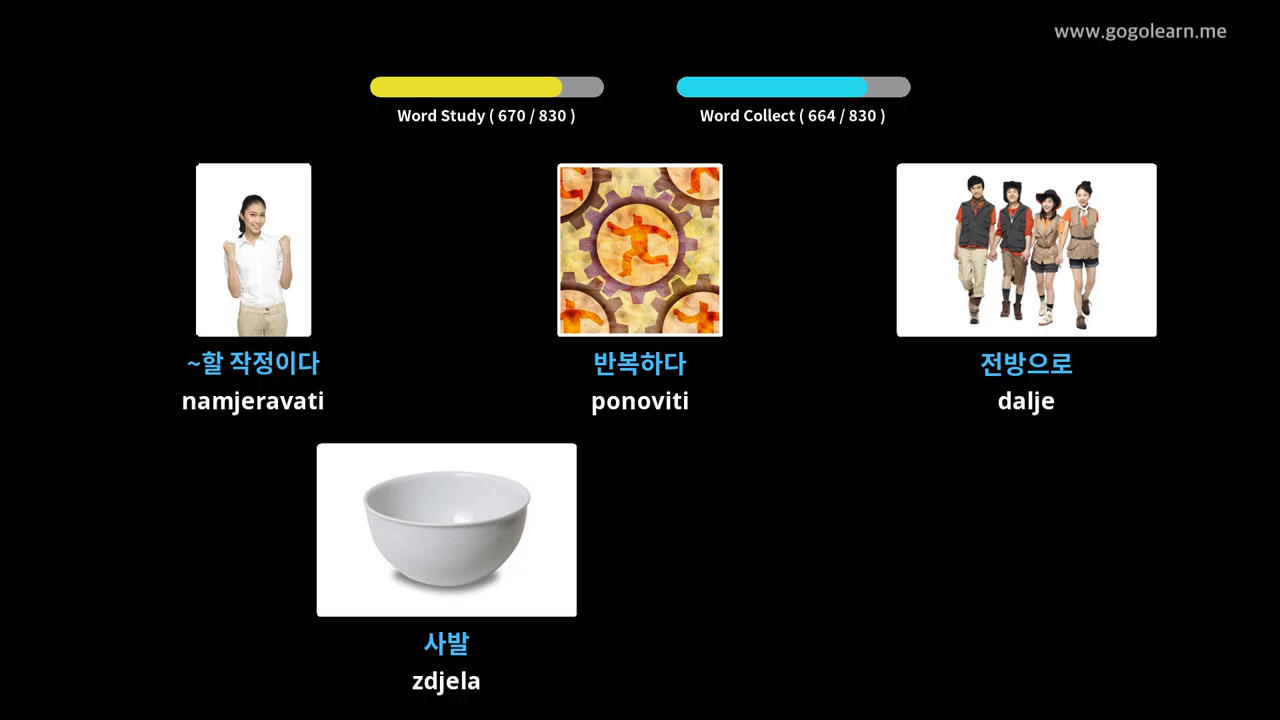 www.gogolearn.me
Word Study ( 670 / 830 )
Word Collect ( 664 / 830 )
~할 작정이다
namjeravati
반복하다
ponoviti
전방으로
dalje
사발
zdjela